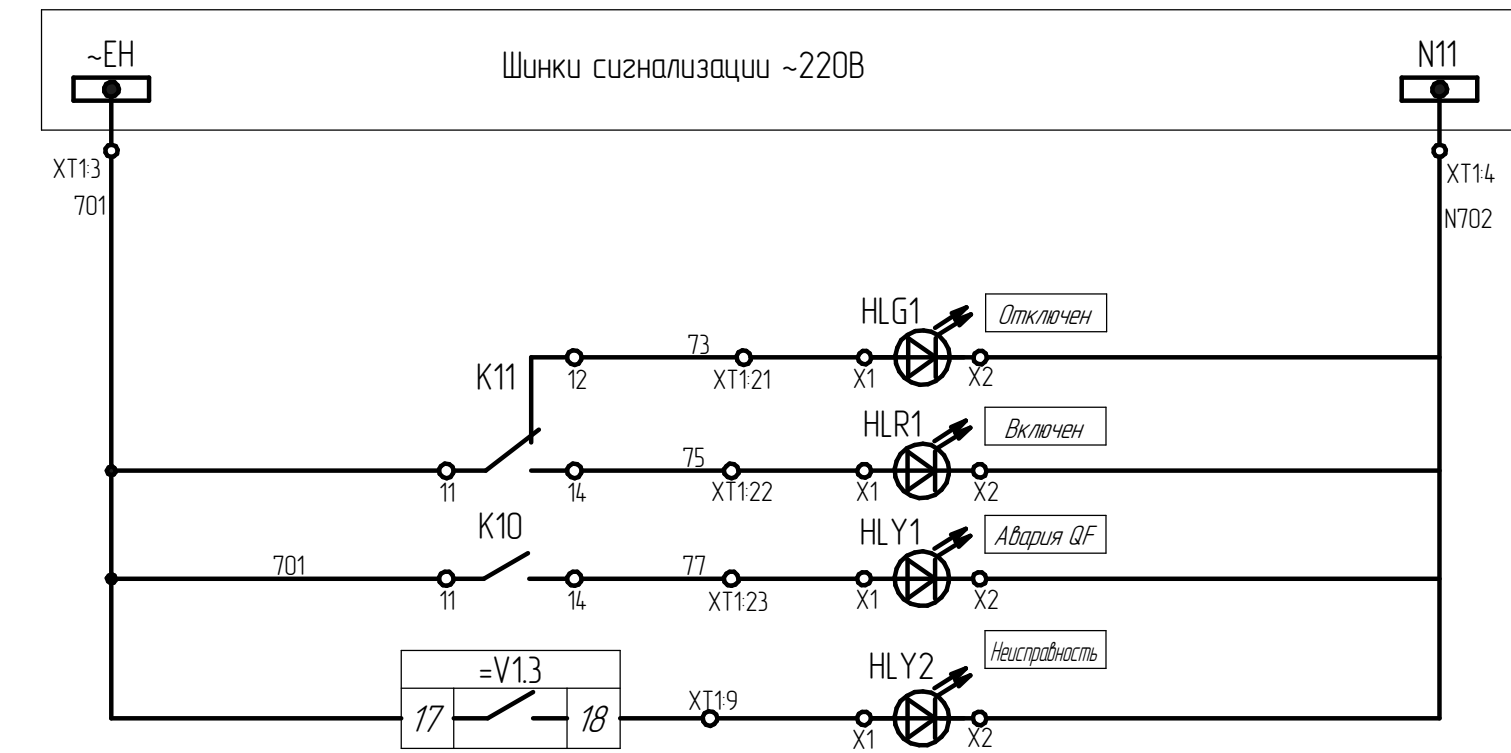 ~EH
Шинки сигнализации ~220В
N11
XT1:3
XT1:4
701
N702
HLG1
Отключен
K11
12
73
XT1:21
X1
X2
HLR1
Включен
11
14
75
XT1:22
X1
X2
K10
HLY1
Авария QF
701
11
14
77
XT1:23
X1
X2
=V1.3
HLY2
Неисправность
17
18
XT1:9
X1
X2